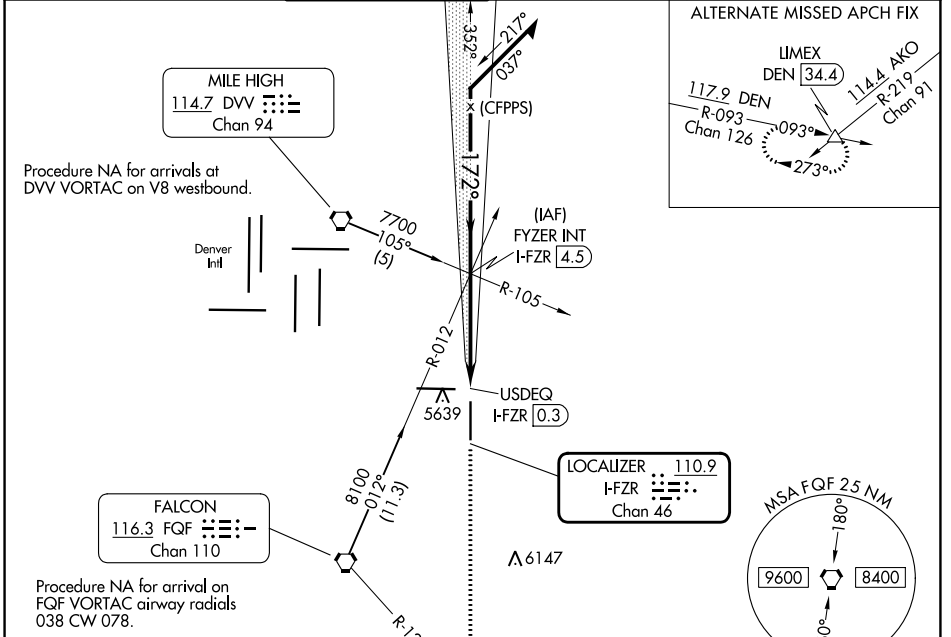 ALTERNATE MISSED APCH FIX
LIMEX
DEN 34.4
117.9 DEN
R-093
Chan 126
093°
273°
114.4 AKO
R-219
Chan 91
352°
217°
037°
x (CFPPS)
172°
MILE HIGH
114.7 DVV
Chan 94
Procedure NA for arrivals at
DVV VORTAC on V8 westbound.
Denver
Intl
7700
105°
(5)
(IAF)
FYZER INT
I-FZR 4.5
R-105
R-012
5639
USDEQ
I-FZR 0.3
8100
012°
(11.3)
LOCALIZER 110.9
I-FZR
Chan 46
FALCON
116.3 FQF
Chan 110
6147
Procedure NA for arrival on
FQF VORTAC airway radials
038 CW 078.
MSA FQF 25 NM
180°
9600
8400